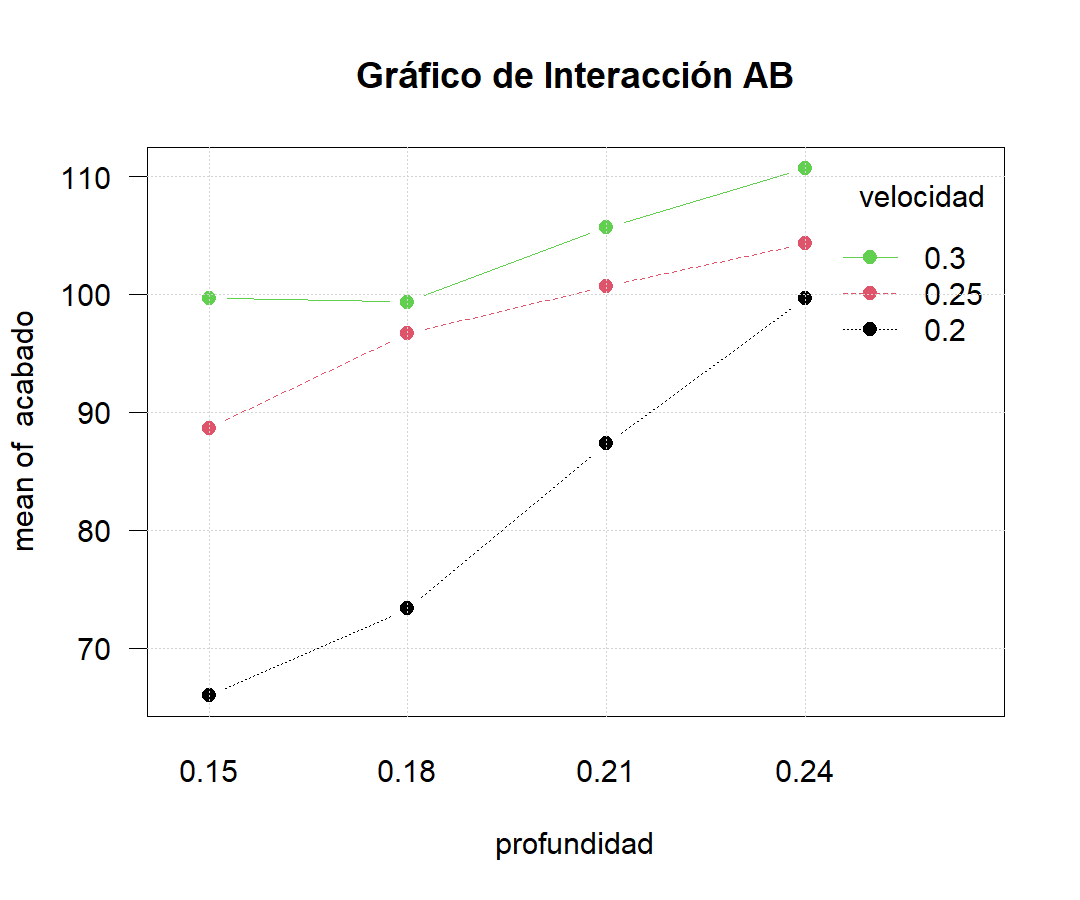 Gráfico de Interacción AB
mean of acabado
110
100
90
80
70
velocidad
0.3
0.25
0.2
0.15 0.18 0.21 0.24
profundidad